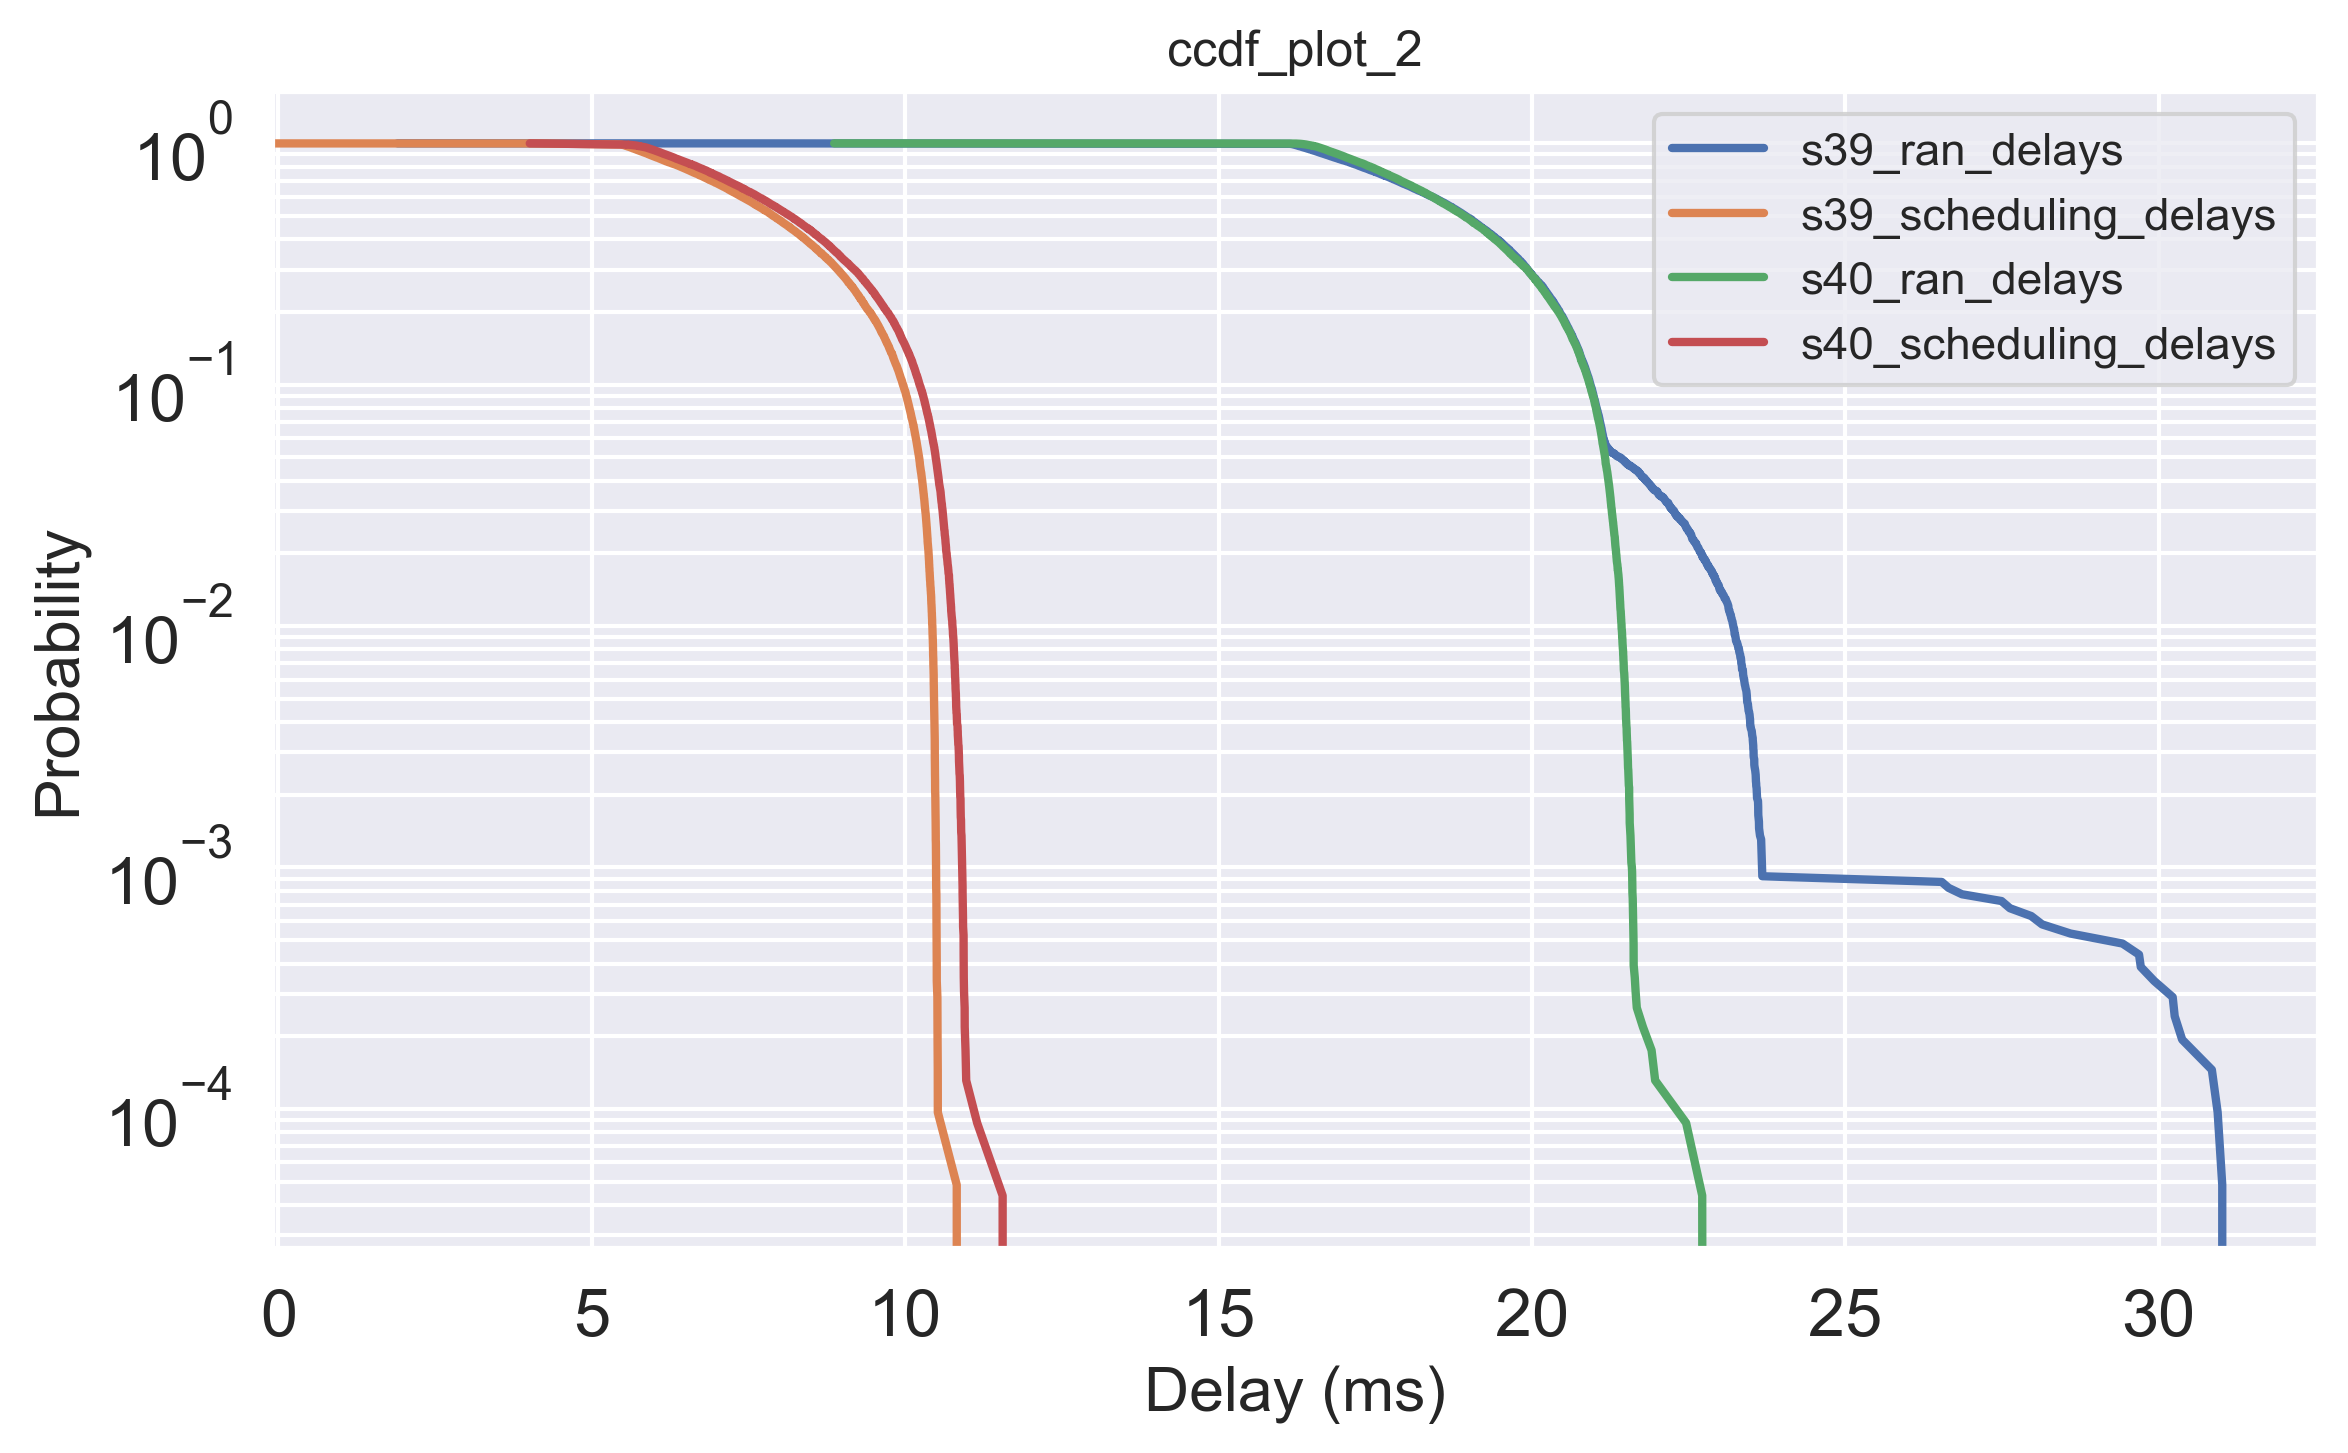 ccdf_plot_2
10^0
10^−1
10^−2
10^−3
10^−4
Probability
s39_ran_delays
s39_scheduling_delays
s40_ran_delays
s40_scheduling_delays
0 5 10 15 20 25 30
Delay (ms)